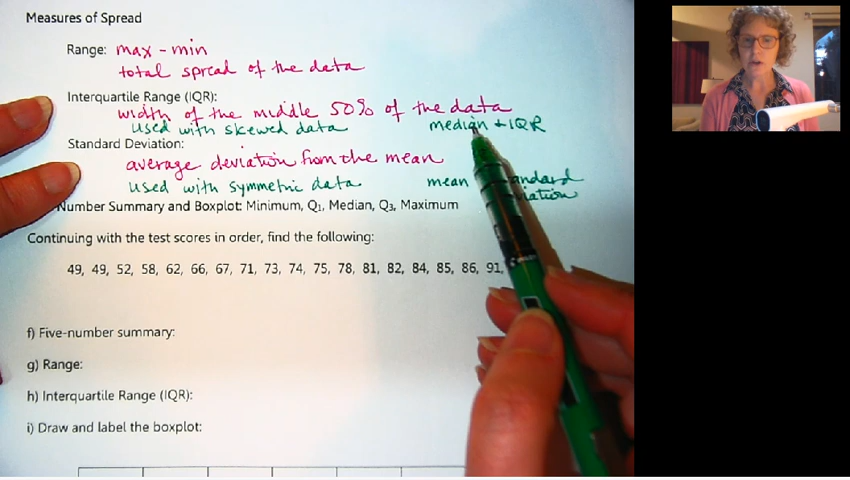 Measures of Spread
Range: max - min
total spread of the data
Interquartile Range (IQR):
width of the middle 50% of the data
used with skewed data median + IQR
Standard Deviation:
average deviation from the mean
used with symmetric data mean
Number Summary and Boxplot: Minimum, Q₁, Median, Q₃, Maximum
Continuing with the test scores in order, find the following:
49, 49, 52, 58, 62, 66, 67, 71, 73, 74, 75, 78, 81, 82, 84, 85, 86, 91,
f) Five-number summary:
g) Range:
h) Interquartile Range (IQR):
i) Draw and label the boxplot: